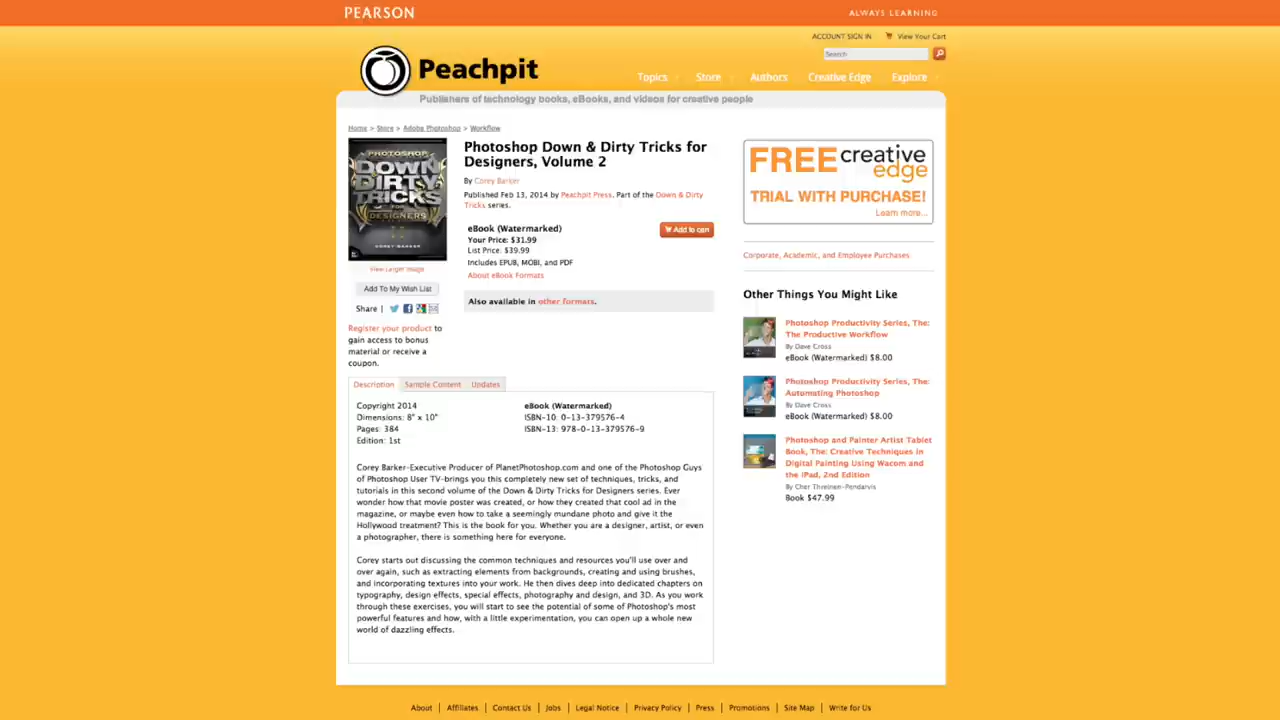 PEARSON
ALWAYS LEARNING
ACCOUNT SIGN IN View Your Cart
Search
Peachpit
Topics Store Authors Creative Edge Explore
Publishers of technology books, eBooks, and videos for creative people
Home > Store > Adobe Photoshop > Workflow
PHOTOSHOP
DOWN
DIRTY
TRICKS
FOR
DESIGNERS
COREY BARKER
View Larger Image
Add To My Wish List
Share |
Register your product to
gain access to bonus
material or receive a
coupon.
Photoshop Down & Dirty Tricks for
Designers, Volume 2
By Corey Barker
Published Feb 13, 2014 by Peachpit Press. Part of the Down & Dirty
Tricks series.
eBook (Watermarked)
Your Price: $31.99
List Price: $39.99
Includes EPUB, MOBI, and PDF
About eBook Formats
Add to cart
Also available in other formats.
Description Sample Content Updates
Copyright 2014
Dimensions: 8" x 10"
Pages: 384
Edition: 1st
eBook (Watermarked)
ISBN-10: 0-13-379576-4
ISBN-13: 978-0-13-379576-9
Corey Barker-Executive Producer of PlanetPhotoshop.com and one of the Photoshop Guys
of Photoshop User TV-brings you this completely new set of techniques, tricks, and
tutorials in this second volume of the Down & Dirty Tricks for Designers series. Ever
wonder how that movie poster was created, or how they created that cool ad in the
magazine, or maybe even how to take a seemingly mundane photo and give it the
Hollywood treatment? This is the book for you. Whether you are a designer, artist, or even
a photographer, there is something here for everyone.
Corey starts out discussing the common techniques and resources you'll use over and
over again, such as extracting elements from backgrounds, creating and using brushes,
and incorporating textures into your work. He then dives deep into dedicated chapters on
typography, design effects, special effects, photography and design, and 3D. As you work
through these exercises, you will start to see the potential of some of Photoshop's most
powerful features and how, with a little experimentation, you can open up a whole new
world of dazzling effects.
FREE creative
edge
TRIAL WITH PURCHASE!
Learn more...
Corporate, Academic, and Employee Purchases
Other Things You Might Like
Photoshop Productivity Series, The:
The Productive Workflow
By Dave Cross
eBook (Watermarked) $8.00
Photoshop Productivity Series, The:
Automating Photoshop
By Dave Cross
eBook (Watermarked) $8.00
Photoshop and Painter Artist Tablet
Book, The: Creative Techniques in
Digital Painting Using Wacom and
the iPad, 2nd Edition
By Cher Threinen-Pendarvis
Book $47.99
About | Affiliates | Contact Us | Jobs | Legal Notice | Privacy Policy | Press | Promotions | Site Map | Write for Us